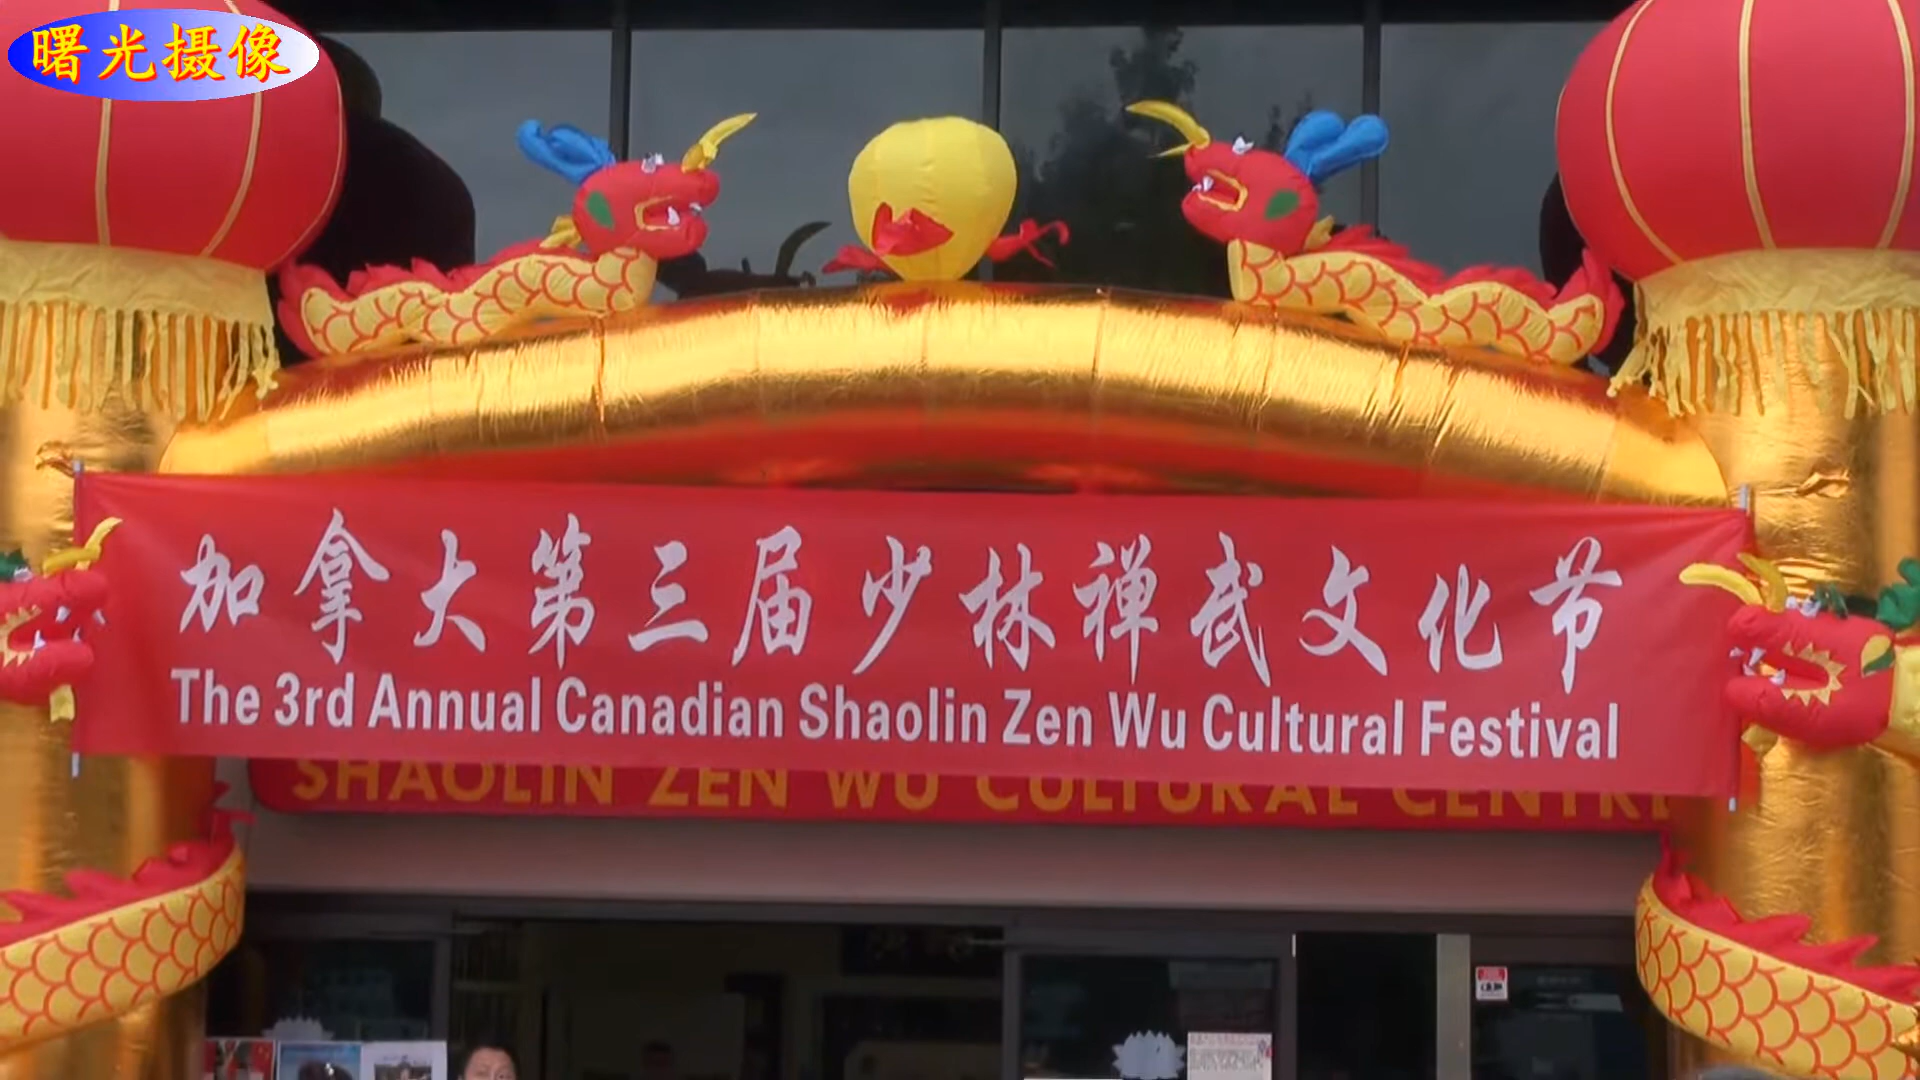 曙光摄像
加拿大第三届少林禅武文化节
The 3rd Annual Canadian Shaolin Zen Wu Cultural Festival
SHAOLIN ZEN WU CULTURAL CENTRE